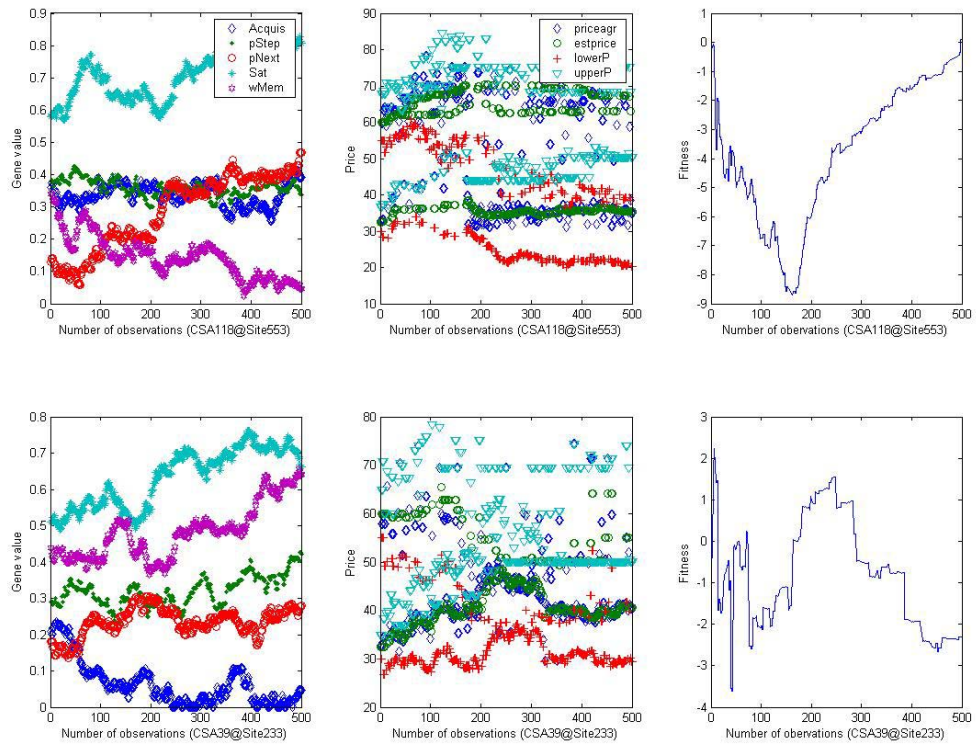 0.9
0.8
0.7
0.6
0.5
0.4
0.3
0.2
0.1
0
Gene value
Acquis
pStep
pNext
Sat
wMem
0 100 200 300 400 500
Number of observations (CSA118@Site553)
90
80
70
60
50
40
30
20
10
Price
priceagr
estprice
lowerP
upperP
0 100 200 300 400 500
Number of observations (CSA118@Site553)
1
0
-1
-2
-3
-4
-5
-6
-7
-8
-9
Fitness
0 100 200 300 400 500
Number of obervations (CSA118@Site553)
0.8
0.7
0.6
0.5
0.4
0.3
0.2
0.1
0
Gene value
0 100 200 300 400 500
Number of observations (CSA39@Site233)
80
70
60
50
40
30
20
Price
0 100 200 300 400 500
Number of observations (CSA39@Site233)
3
2
1
0
-1
-2
-3
-4
Fitness
0 100 200 300 400 500
Number of obervations (CSA39@Site233)